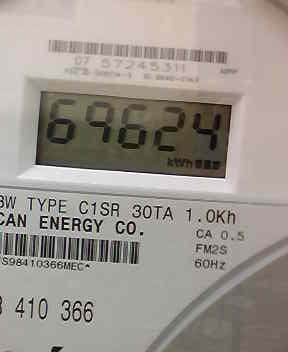 07 57245311
69624
kWh
3W TYPE C1SR 30TA 1.0Kh
CAN ENERGY CO.
CA 0.5
FM2S
S98410366MEC*
60Hz
3 410 366